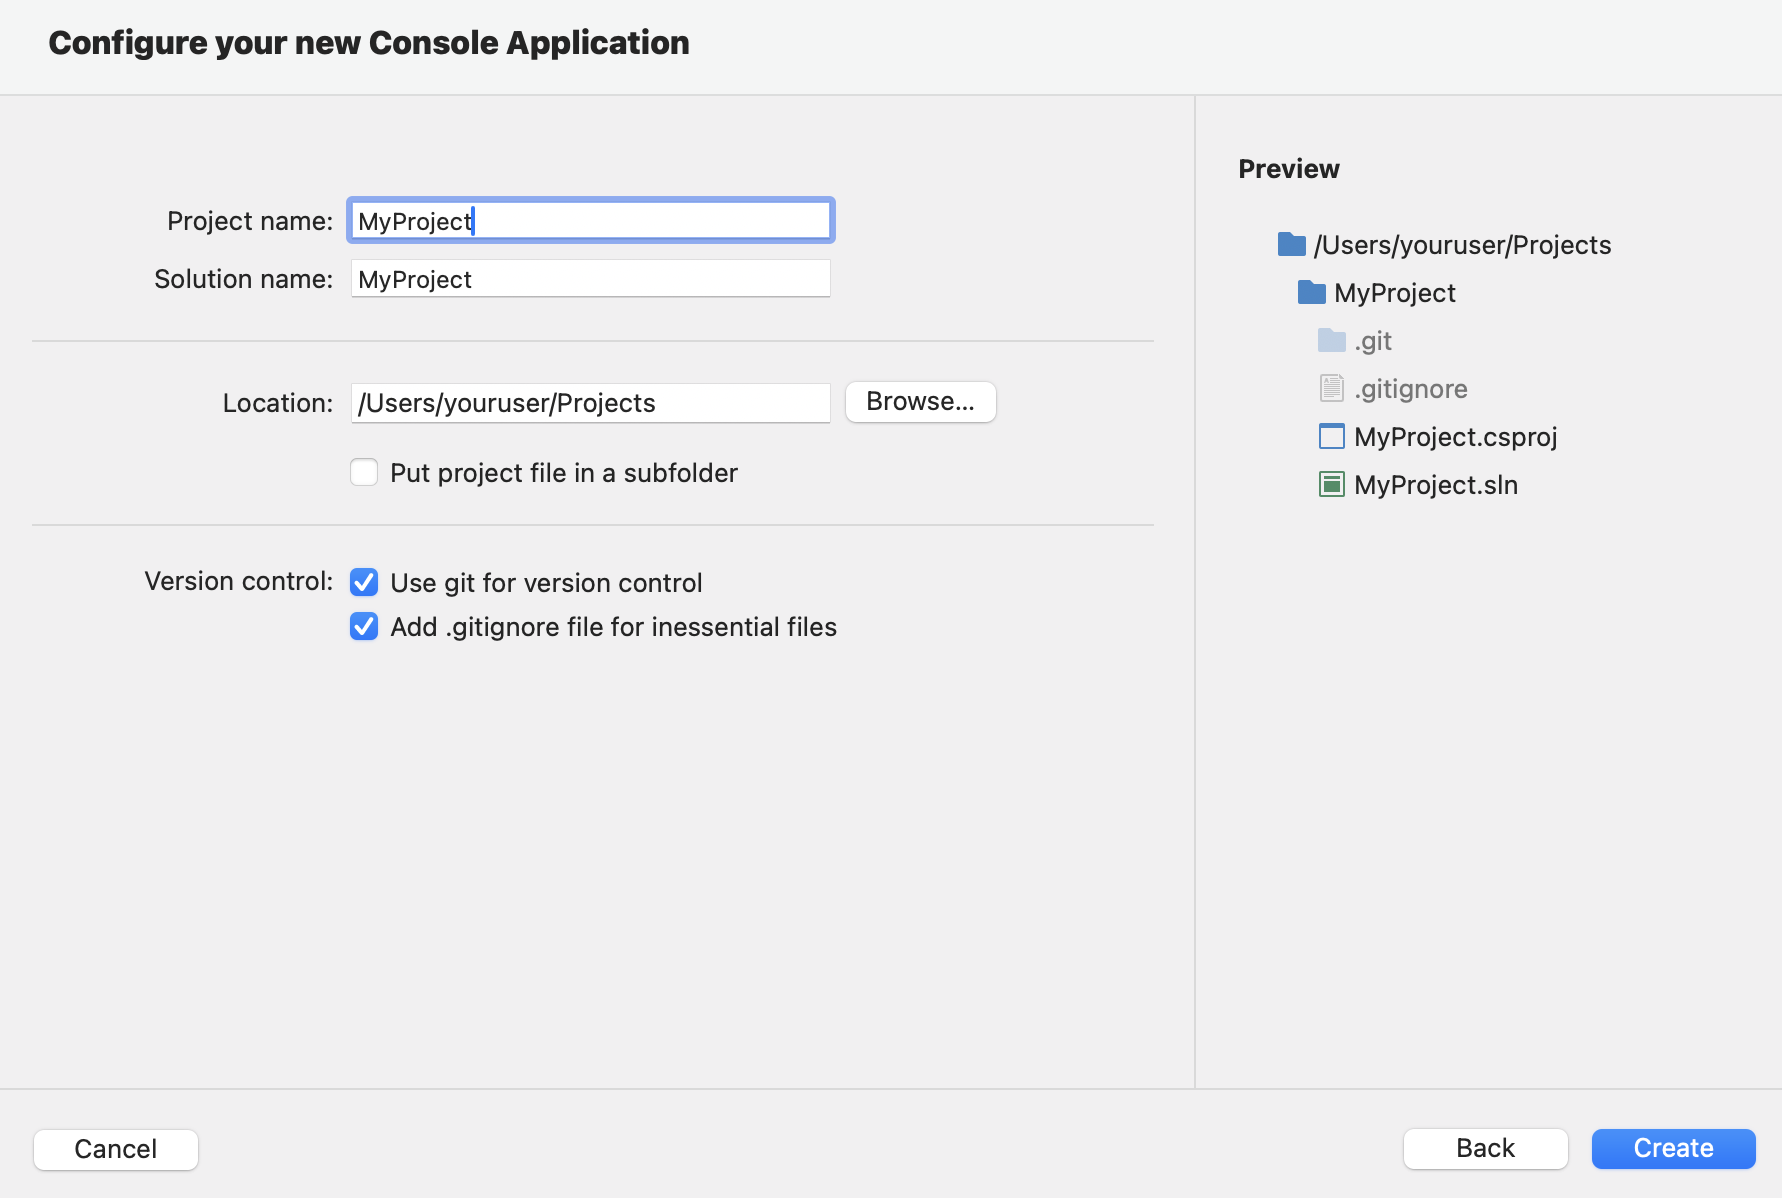 Configure your new Console Application
Project name: MyProject
Solution name: MyProject
Location: /Users/youruser/Projects Browse...
Put project file in a subfolder
Version control: Use git for version control
Add .gitignore file for inessential files
Preview
/Users/youruser/Projects
MyProject
.git
.gitignore
MyProject.csproj
MyProject.sln
Cancel Back Create